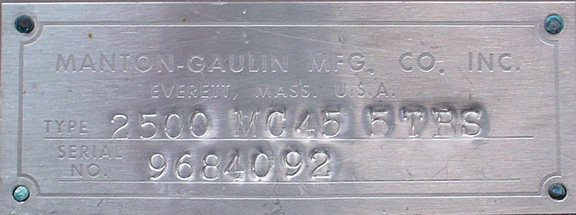 MANTON-GAULIN MFG. CO. INC.
EVERETT, MASS. U.S.A.
TYPE 2500 MC45 5TBS
SERIAL NO. 9684092